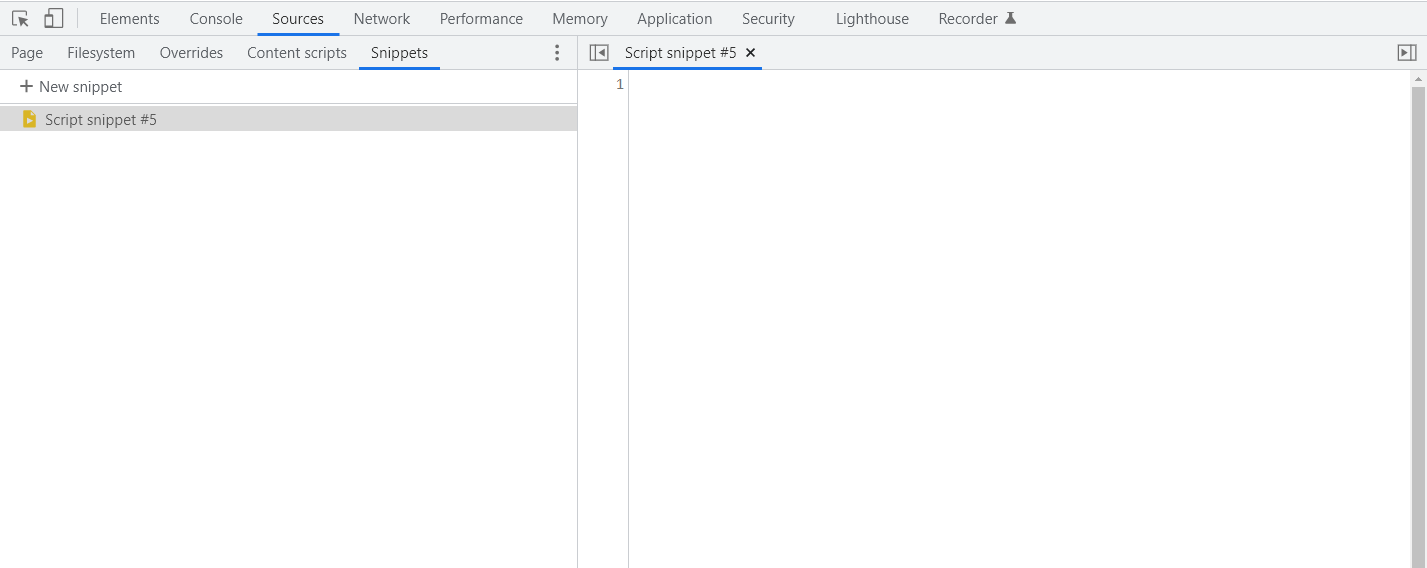 Elements Console Sources Network Performance Memory Application Security Lighthouse Recorder
Page Filesystem Overrides Content scripts Snippets
Script snippet #5
New snippet
1
Script snippet #5